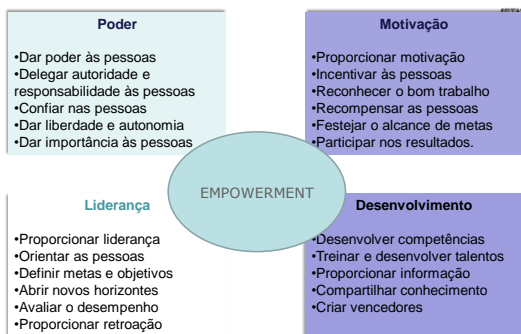 Poder
•Dar poder às pessoas
•Delegar autoridade e
responsabilidade às pessoas
•Confiar nas pessoas
•Dar liberdade e autonomia
•Dar importância às pessoas
Motivação
•Proporcionar motivação
•Incentivar às pessoas
•Reconhecer o bom trabalho
•Recompensar as pessoas
•Festejar o alcance de metas
•Participar nos resultados.
EMPOWERMENT
Liderança
•Proporcionar liderança
•Orientar as pessoas
•Definir metas e objetivos
•Abrir novos horizontes
•Avaliar o desempenho
•Proporcionar retroação
Desenvolvimento
•Desenvolver competências
•Treinar e desenvolver talentos
•Proporcionar informação
•Compartilhar conhecimento
•Criar vencedores